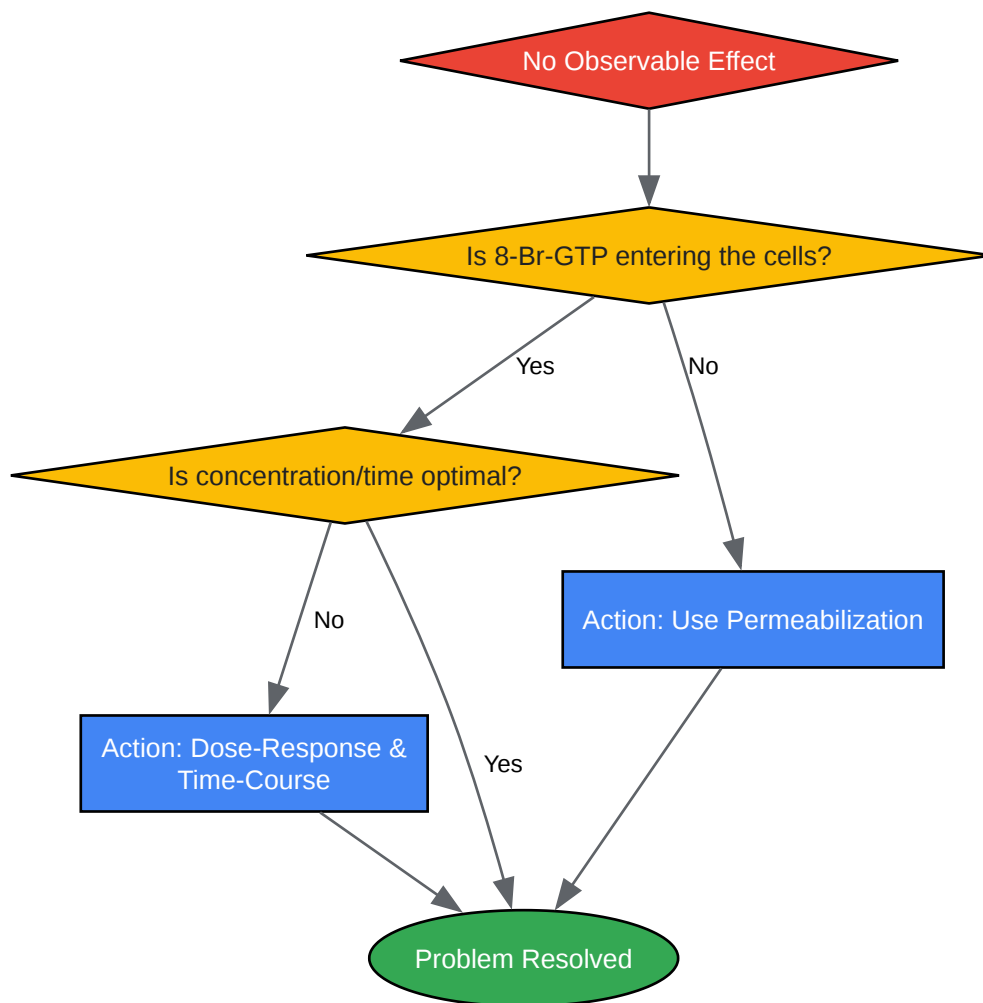 No Observable Effect
Is 8-Br-GTP entering the cells?
Yes
No
Is concentration/time optimal?
Action: Use Permeabilization
No
Action: Dose-Response &
Time-Course
Yes
Problem Resolved